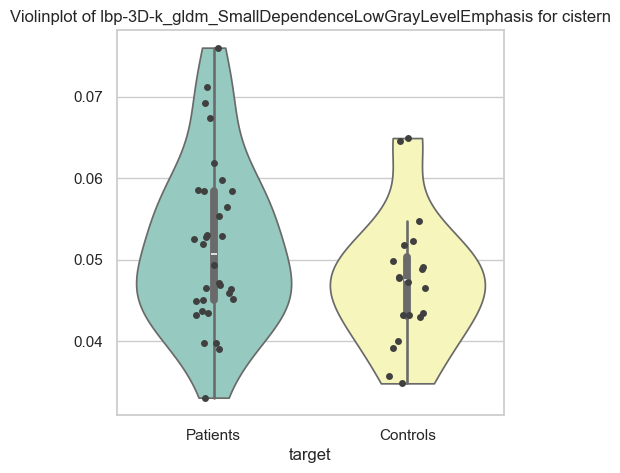 Violinplot of lbp-3D-k_gldm_SmallDependenceLowGrayLevelEmphasis for cistern
0.07
0.06
0.05
0.04
Patients
Controls
target